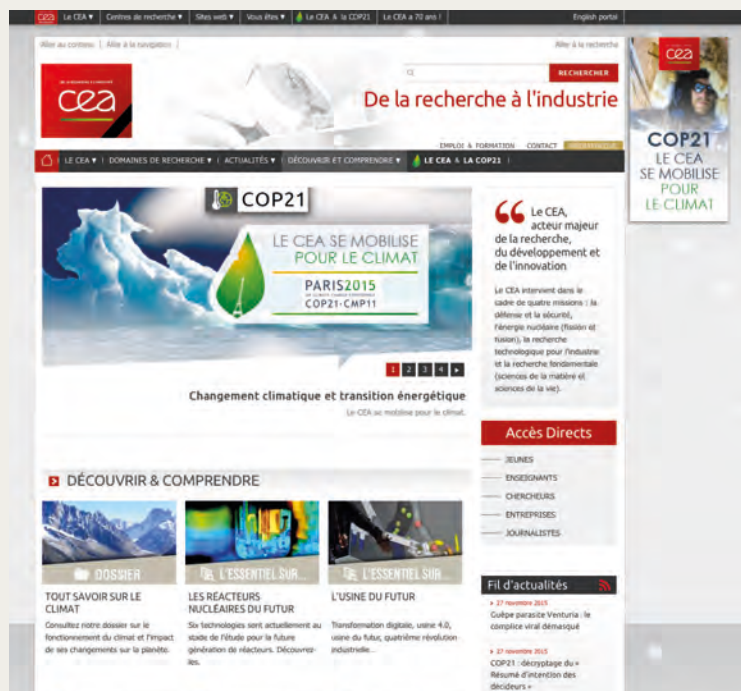 cea Le CEA ▼ Centres de recherche ▼ Sites web ▼ Vous êtes ▼ Le CEA & la COP21 Le CEA a 70 ans ! English portal
Aller au contenu | Aller à la navigation | Aller à la recherche
cea
RECHERCHER
De la recherche à l'industrie
EMPLOI & FORMATION CONTACT
LE CEA ▼ DOMAINES DE RECHERCHE ▼ ACTUALITÉS ▼ DÉCOUVRIR ET COMPRENDRE ▼ LE CEA & LA COP21
COP21
LE CEA SE MOBILISE
POUR LE CLIMAT
PARIS2015
UN CLIMATE CHANGE CONFERENCE
COP21·CMP11
1 2 3 4
Changement climatique et transition énergétique
Le CEA se mobilise pour le climat.
Le CEA,
acteur majeur
de la recherche,
du développement et
de l'innovation
Le CEA intervient dans le
cadre de quatre missions : la
défense et la sécurité,
l'énergie nucléaire (fission et
fusion), la recherche
technologique pour l'industrie
et la recherche fondamentale
(sciences de la matière et
sciences de la vie).
cea
COP21
LE CEA
SE MOBILISE
POUR
LE CLIMAT
Accès Directs
JEUNES
ENSEIGNANTS
CHERCHEURS
ENTREPRISES
JOURNALISTES
DÉCOUVRIR & COMPRENDRE
DOSSIER
TOUT SAVOIR SUR LE
CLIMAT
Consultez notre dossier sur le
fonctionnement du climat et l'impact
de ses changements sur la planète.
L'ESSENTIEL SUR...
LES RÉACTEURS
NUCLÉAIRES DU FUTUR
Six technologies sont actuellement au
stade de l'étude pour la future
génération de réacteurs. Découvrez-
les.
L'ESSENTIEL SUR...
L'USINE DU FUTUR
Transformation digitale, usine 4.0,
usine du futur, quatrième révolution
industrielle...
Fil d'actualités
27 novembre 2015
Guêpe parasite Venturia : le
complice viral démasqué
27 novembre 2015
COP21 : décryptage du «
Résumé d'intention des
décideurs »